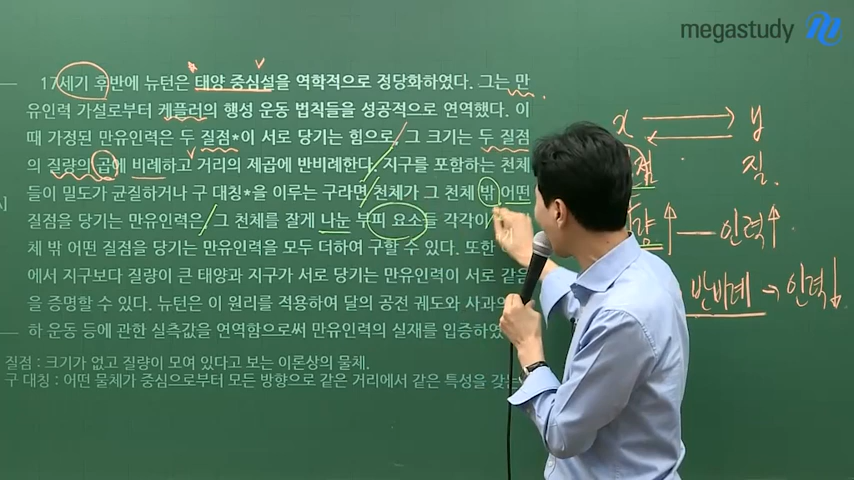 megastudy
17세기 후반에 뉴턴은 태양 중심설을 역학적으로 정당화하였다. 그는 만
유인력 가설로부터 케플러의 행성 운동 법칙들을 성공적으로 연역했다. 이
때 가정된 만유인력은 두 질점*이 서로 당기는 힘으로, 그 크기는 두 질점
의 질량의 곱에 비례하고 거리의 제곱에 반비례한다. 지구를 포함하는 천체
들이 밀도가 균질하거나 구 대칭*을 이루는 구라면 천체가 그 천체 밖 어떤
질점을 당기는 만유인력은, 그 천체를 잘게 나눈 부피 요소들 각각이
체 밖 어떤 질점을 당기는 만유인력을 모두 더하여 구할 수 있다. 또한
에서 지구보다 질량이 큰 태양과 지구가 서로 당기는 만유인력이 서로 같은
을 증명할 수 있다. 뉴턴은 이 원리를 적용하여 달의 공전 궤도와 사과의
하 운동 등에 관한 실측값을 연역함으로써 만유인력의 실재를 입증하였
질점 : 크기가 없고 질량이 모여 있다고 보는 이론상의 물체.
구 대칭 : 어떤 물체가 중심으로부터 모든 방향으로 같은 거리에서 같은 특성을 갖는
A]
x y
질.
인력↑
반비례 → 인력↓